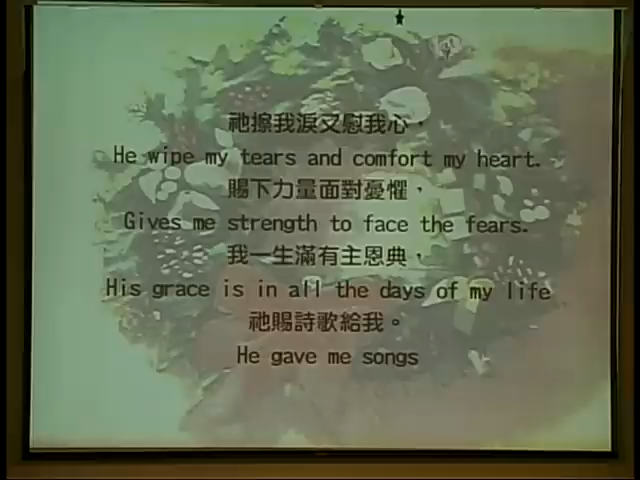 祂擦我淚又慰我心，
He wipe my tears and comfort my heart.
賜下力量面對憂懼，
Gives me strength to face the fears.
我一生滿有主恩典，
His grace is in all the days of my life
祂賜詩歌給我。
He gave me songs